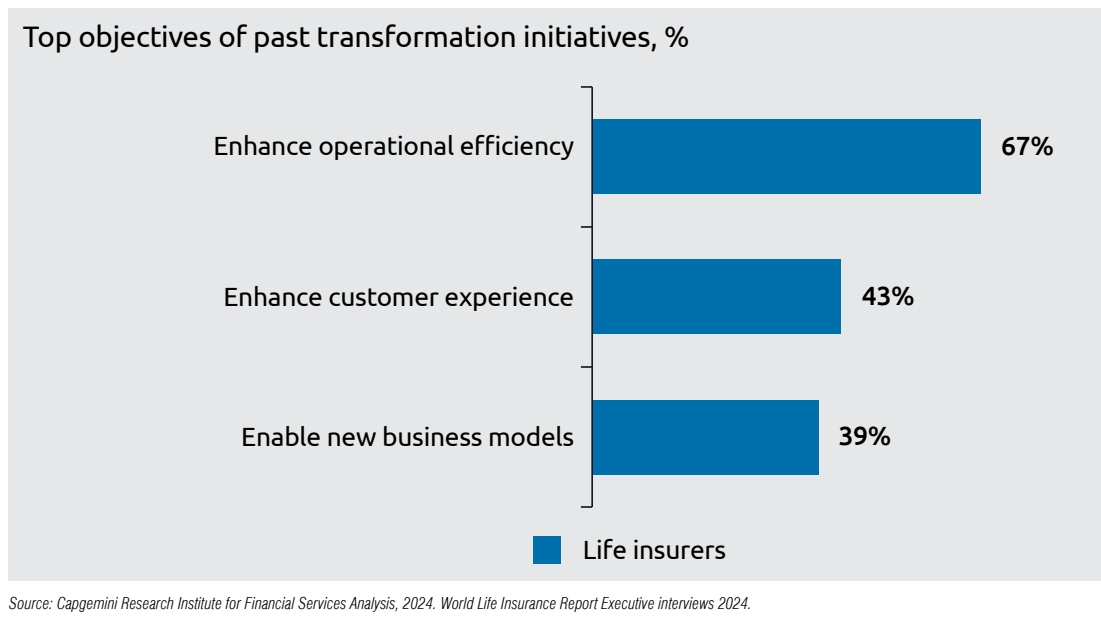 Top objectives of past transformation initiatives, %
Enhance operational efficiency 67%
Enhance customer experience 43%
Enable new business models 39%
Life insurers
Source: Capgemini Research Institute for Financial Services Analysis, 2024. World Life Insurance Report Executive interviews 2024.